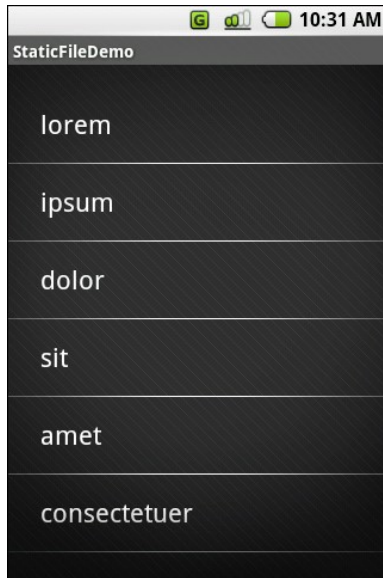 G 10:31 AM
StaticFileDemo
lorem
ipsum
dolor
sit
amet
consectetuer